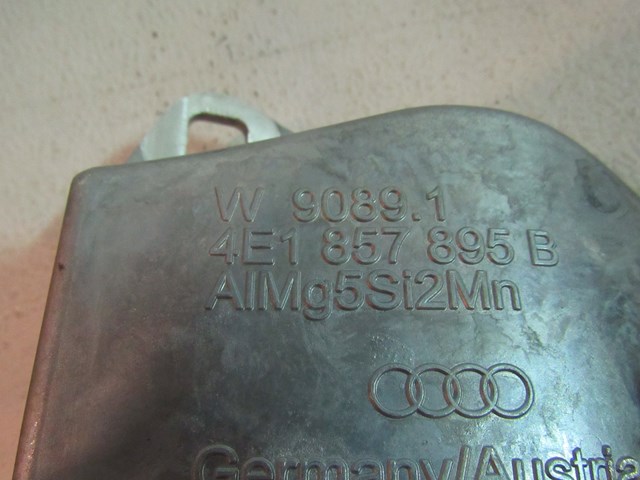 W 9089.1
4E1 857 895 B
AlMg5Si2Mn
Germany/Austria